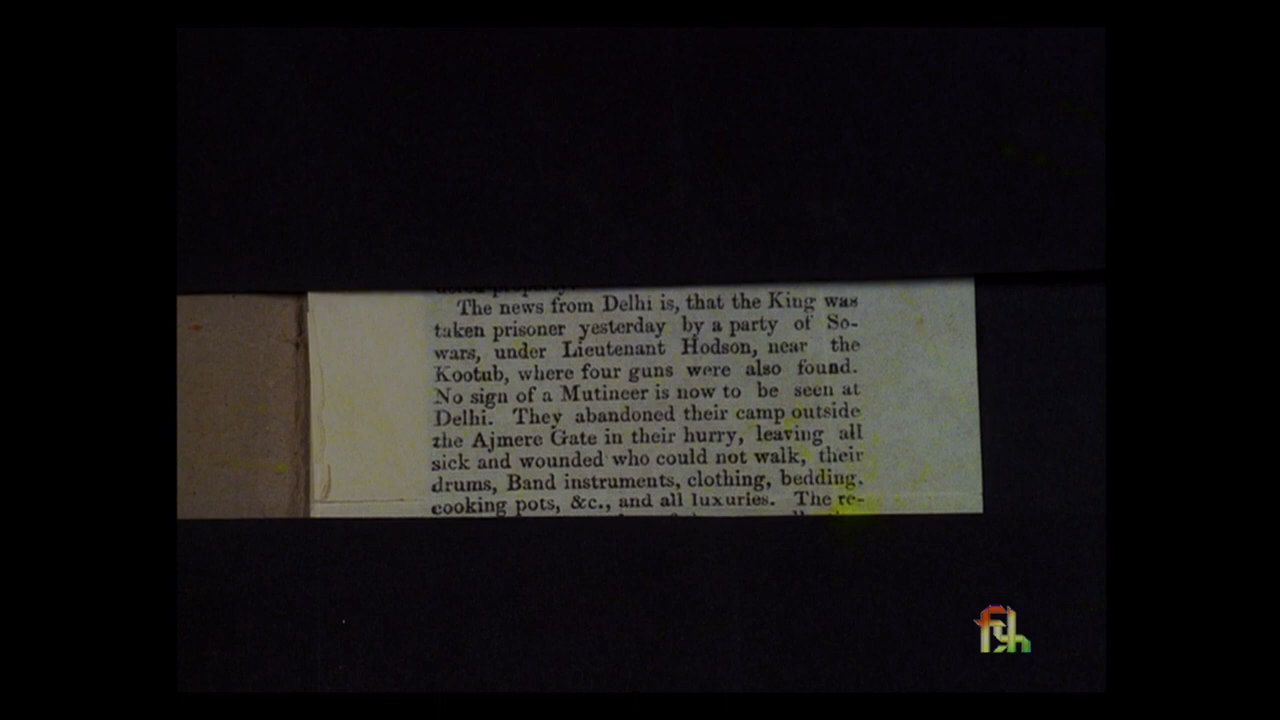 The news from Delhi is, that the King was
taken prisoner yesterday by a party of So-
wars, under Lieutenant Hodson, near the
Kootub, where four guns were also found.
No sign of a Mutineer is now to be seen at
Delhi. They abandoned their camp outside
the Ajmere Gate in their hurry, leaving all
sick and wounded who could not walk, their
drums, Band instruments, clothing, bedding,
cooking pots, &c., and all luxuries. The re-